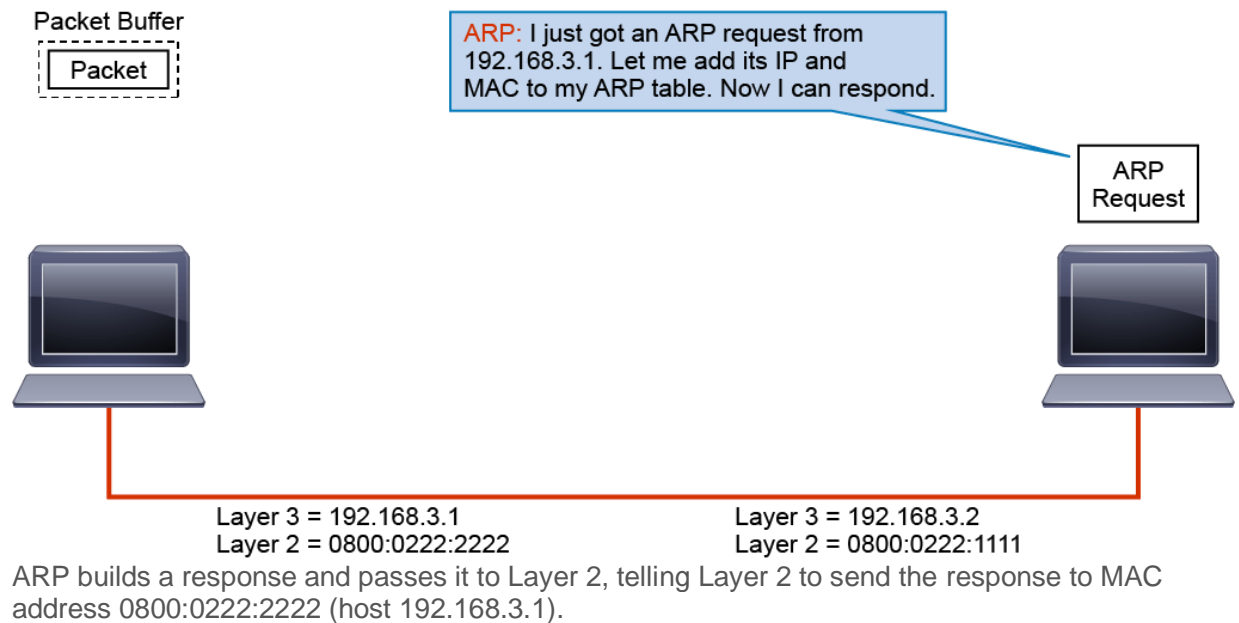 Packet Buffer
Packet
ARP: I just got an ARP request from
192.168.3.1. Let me add its IP and
MAC to my ARP table. Now I can respond.
ARP
Request
Layer 3 = 192.168.3.1
Layer 2 = 0800:0222:2222
Layer 3 = 192.168.3.2
Layer 2 = 0800:0222:1111
ARP builds a response and passes it to Layer 2, telling Layer 2 to send the response to MAC
address 0800:0222:2222 (host 192.168.3.1).